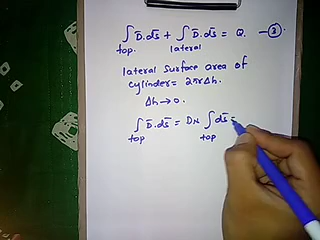 ∫ D̄.ds̄ + ∫ D̄.ds̄ = Q. —②
top. lateral
lateral surface area of
cylinder = 2πrΔh.
Δh → 0.
∫ D̄.ds̄ = DN ∫ ds̄ =
top top